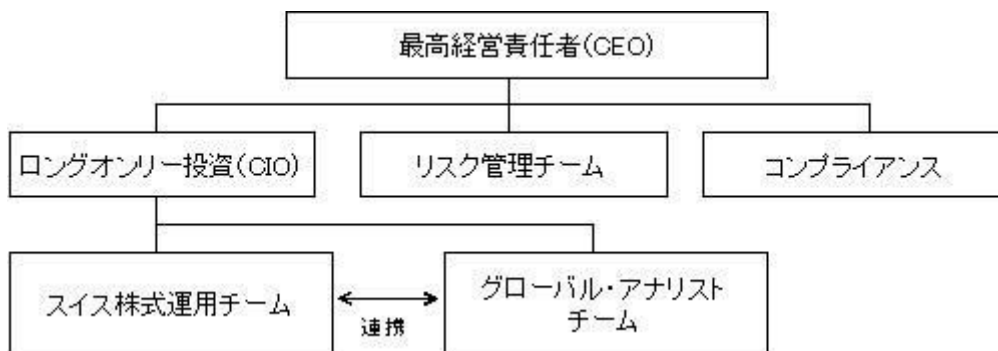 最高経営責任者(CEO)
ロングオンリー投資(CIO)
リスク管理チーム
コンプライアンス
スイス株式運用チーム
連携
グローバル・アナリスト
チーム